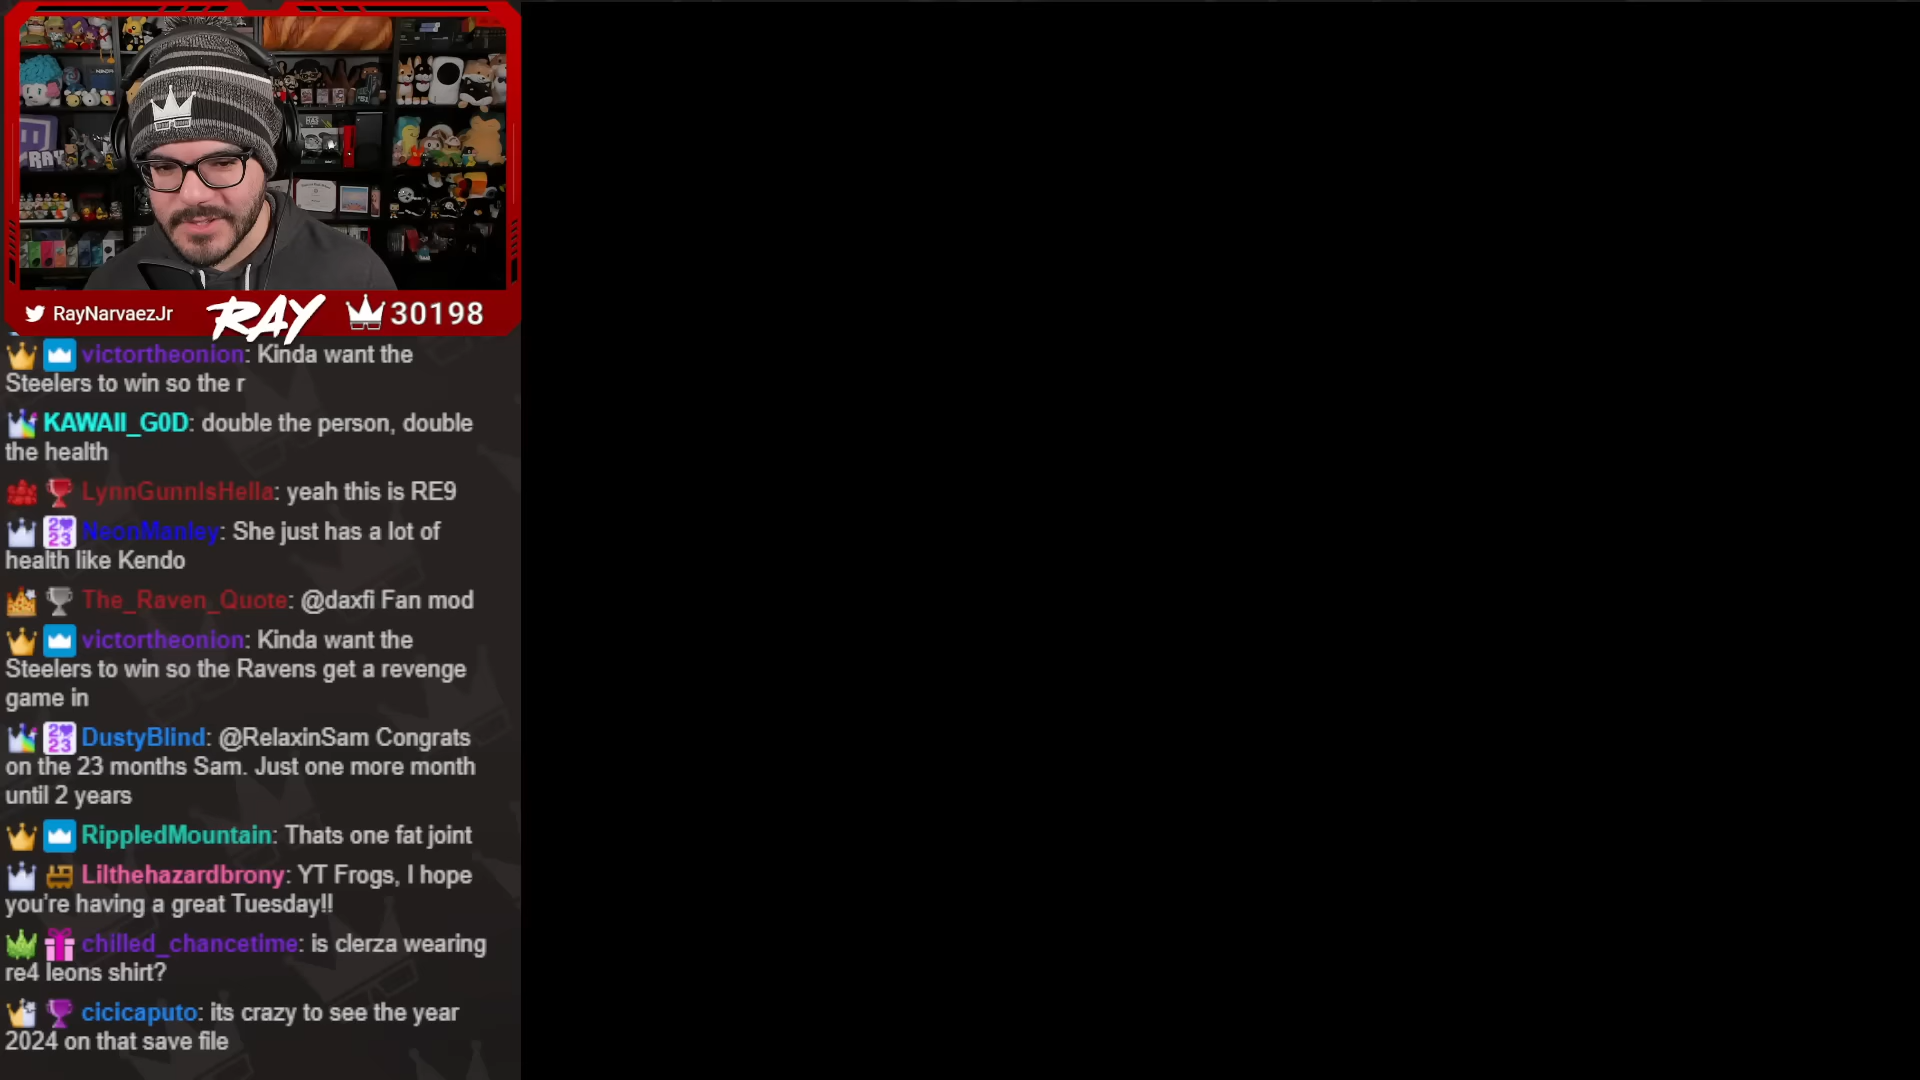 RayNarvaezJr RAY 30198
victortheonion: Kinda want the
Steelers to win so the r
KAWAII_G0D: double the person, double
the health
LynnGunnIsHella: yeah this is RE9
NeonManley: She just has a lot of
health like Kendo
The_Raven_Quote: @daxfi Fan mod
victortheonion: Kinda want the
Steelers to win so the Ravens get a revenge
game in
DustyBlind: @RelaxinSam Congrats
on the 23 months Sam. Just one more month
until 2 years
RippledMountain: Thats one fat joint
Lilthehazardbrony: YT Frogs, I hope
you're having a great Tuesday!!
chilled_chancetime: is clerza wearing
re4 leons shirt?
cicicaputo: its crazy to see the year
2024 on that save file